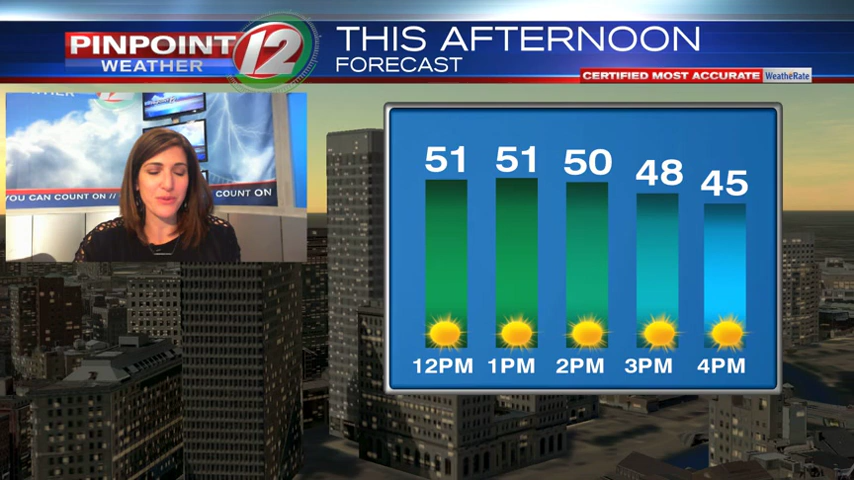 PINPOINT 12
WEATHER
THIS AFTERNOON
FORECAST
CERTIFIED MOST ACCURATE WeatheRate
12
YOU CAN COUNT ON //
COUNT ON
51 51 50 48 45
12PM 1PM 2PM 3PM 4PM